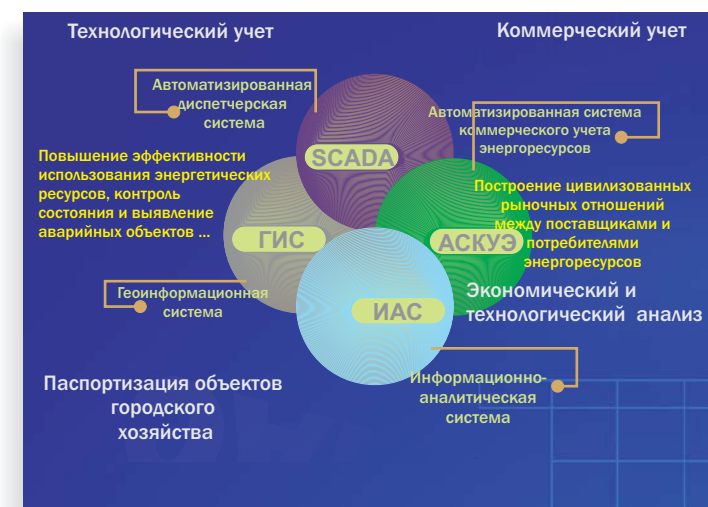 Технологический учет
Коммерческий учет
Автоматизированная
диспетчерская
система
Автоматизированная система
коммерческого учета
энергоресурсов
SCADA
Повышение эффективности
использования энергетических
ресурсов, контроль
состояния и выявление
аварийных объектов ...
Построение цивилизованных
рыночных отношений
между поставщиками и
потребителями
энергоресурсов
ГИС
АСКУЭ
Геоинформационная
система
ИАС
Экономический и
технологический анализ
Паспортизация объектов
городского
хозяйства
Информационно-
аналитическая
система